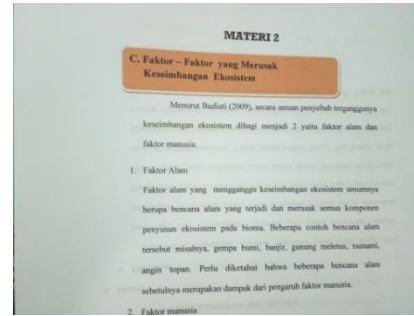 MATERI 2
C. Faktor – Faktor yang Merusak
Keseimbangan Ekosistem
Menurut Budiati (2009), secara umum penyebab terganggunya
keseimbangan ekosistem dibagi menjadi 2 yaitu faktor alam dan
faktor manusia.
1. Faktor Alam
Faktor alam yang mengganggu keseimbangan ekosistem umumnya
berupa bencana alam yang terjadi dan merusak semua komponen
penyusun ekosistem pada bioma. Beberapa contoh bencana alam
tersebut misalnya, gempa bumi, banjir, gunung meletus, tsunami,
angin topan. Perlu diketahui bahwa beberapa bencana alam
sebetulnya merupakan dampak dari pengaruh faktor manusia.
2. Faktor manusia